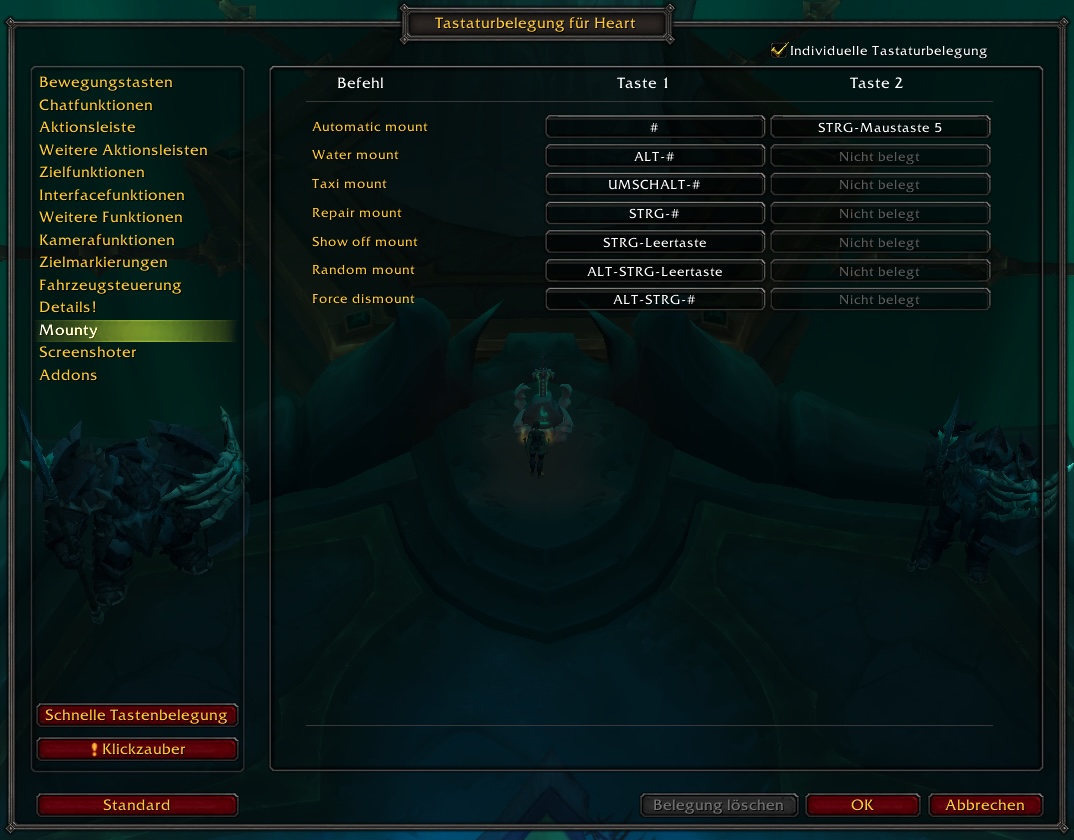 Tastaturbelegung für Heart
Individuelle Tastaturbelegung
Bewegungstasten
Chatfunktionen
Aktionsleiste
Weitere Aktionsleisten
Zielfunktionen
Interfacefunktionen
Weitere Funktionen
Kamerafunktionen
Zielmarkierungen
Fahrzeugsteuerung
Details!
Mounty
Screenshoter
Addons
Schnelle Tastenbelegung
! Klickzauber
Befehl Taste 1 Taste 2
Automatic mount # STRG-Maustaste 5
Water mount ALT-# Nicht belegt
Taxi mount UMSCHALT-# Nicht belegt
Repair mount STRG-# Nicht belegt
Show off mount STRG-Leertaste Nicht belegt
Random mount ALT-STRG-Leertaste Nicht belegt
Force dismount ALT-STRG-# Nicht belegt
Standard Belegung löschen OK Abbrechen